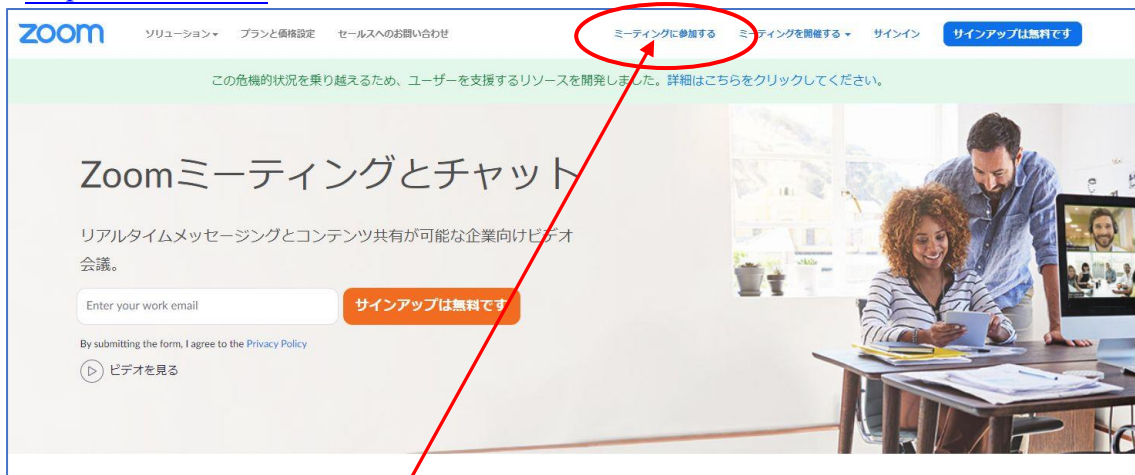 zoom ソリューション プランと価格設定 セールスへのお問い合わせ ミーティングに参加する ミーティングを開催する サインイン サインアップは無料です
この危機的状況を乗り越えるため、ユーザーを支援するリソースを開発しました。詳細はこちらをクリックしてください。
Zoomミーティングとチャット
リアルタイムメッセージングとコンテンツ共有が可能な企業向けビデオ
会議。
Enter your work email サインアップは無料です
By submitting the form, I agree to the Privacy Policy
ビデオを見る